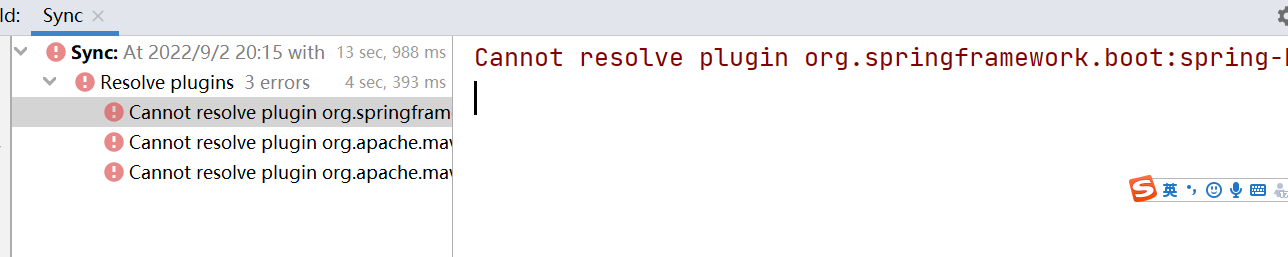 ld: Sync
Sync: At 2022/9/2 20:15 with 13 sec, 988 ms
Resolve plugins 3 errors 4 sec, 393 ms
Cannot resolve plugin org.springfram
Cannot resolve plugin org.apache.mav
Cannot resolve plugin org.apache.mav
Cannot resolve plugin org.springframework.boot:spring-
英